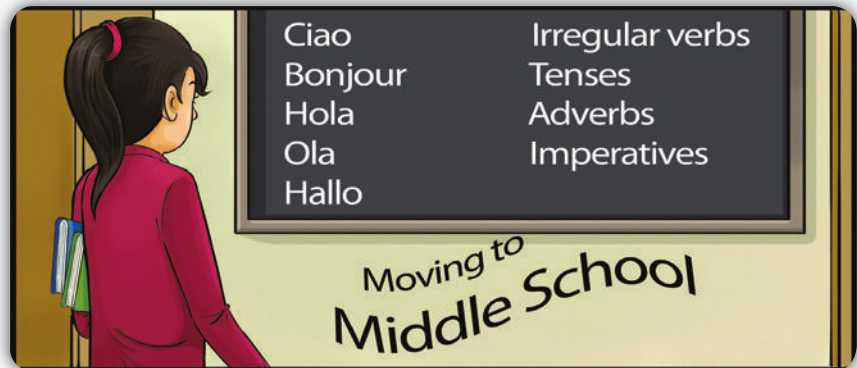 Ciao
Bonjour
Hola
Ola
Hallo
Irregular verbs
Tenses
Adverbs
Imperatives
Moving to
Middle School